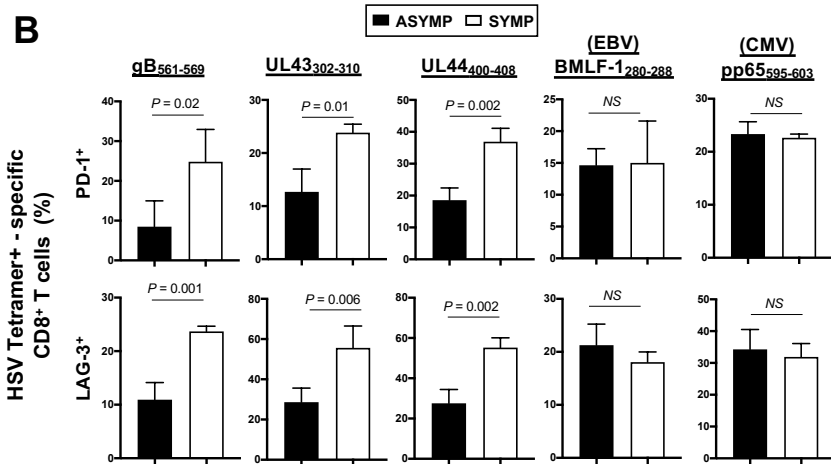 B
ASYMP SYMP
gB561-569
UL43302-310
UL44400-408
(EBV)
BMLF-1280-288
(CMV)
pp65595-603
HSV Tetramer+ - specific
CD8+ T cells (%)
PD-1+
40
30
20
10
0
P = 0.02
30
20
10
0
P = 0.01
50
40
30
20
10
0
P = 0.002
25
20
15
10
5
0
NS
30
20
10
0
NS
LAG-3+
30
20
10
0
P = 0.001
80
60
40
20
0
P = 0.006
80
60
40
20
0
P = 0.002
30
20
10
0
NS
50
40
30
20
10
0
NS